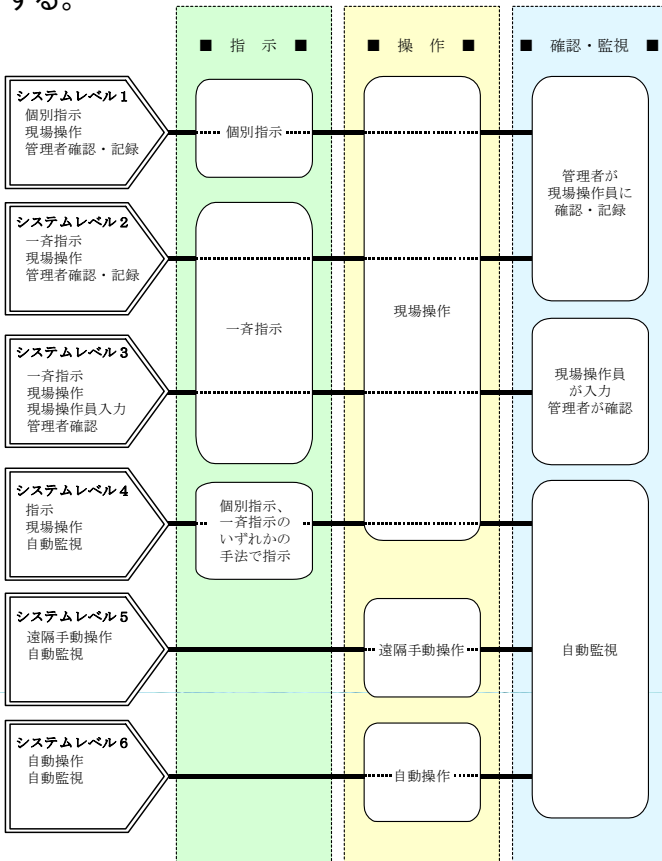 する。
■ 指 示 ■
■ 操 作 ■
■ 確認・監視 ■
システムレベル1
個別指示
現場操作
管理者確認・記録
個別指示
管理者が
現場操作員に
確認・記録
システムレベル2
一斉指示
現場操作
管理者確認・記録
一斉指示
現場操作
システムレベル3
一斉指示
現場操作
現場操作員入力
管理者確認
現場操作員
が入力
管理者が確認
システムレベル4
指示
現場操作
自動監視
個別指示、
一斉指示の
いずれかの
手法で指示
システムレベル5
遠隔手動操作
自動監視
遠隔手動操作
自動監視
システムレベル6
自動操作
自動監視
自動操作